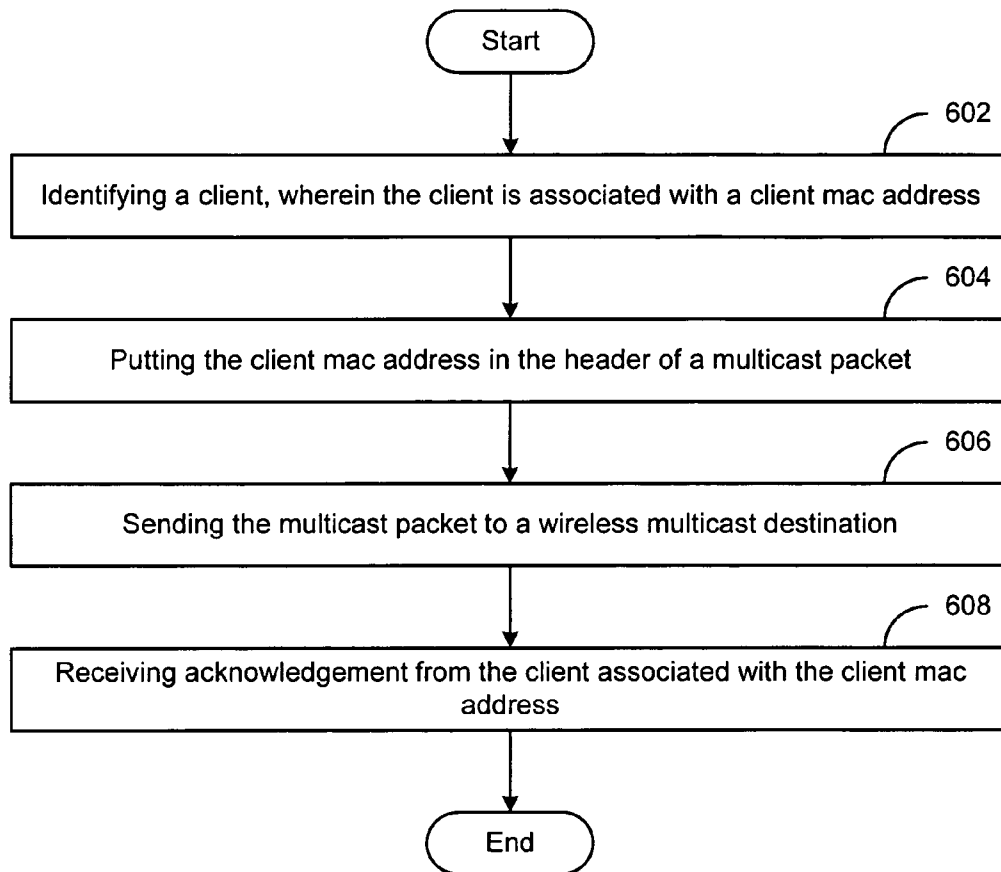 Start
602
Identifying a client, wherein the client is associated with a client mac address
604
Putting the client mac address in the header of a multicast packet
606
Sending the multicast packet to a wireless multicast destination
608
Receiving acknowledgement from the client associated with the client mac
address
End